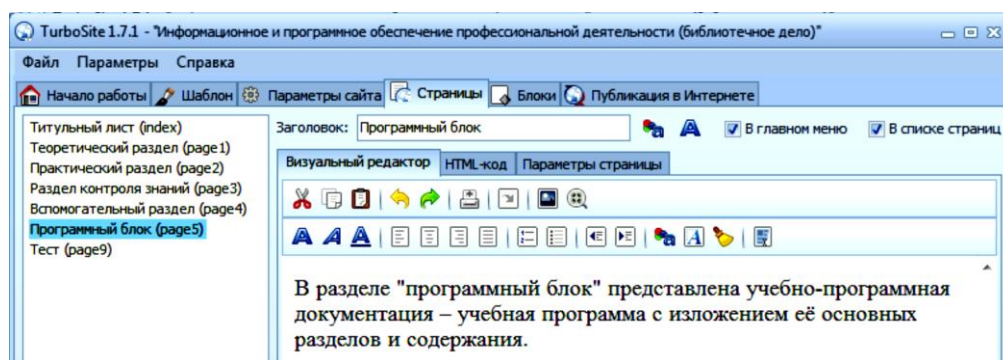 TurboSite 1.7.1 - "Информационное и программное обеспечение профессиональной деятельности (библиотечное дело)"
Файл Параметры Справка
Начало работы Шаблон Параметры сайта Страницы Блоки Публикация в Интернете
Титульный лист (index)
Теоретический раздел (page1)
Практический раздел (page2)
Раздел контроля знаний (page3)
Вспомогательный раздел (page4)
Программный блок (page5)
Тест (page9)
Заголовок: Программный блок В главном меню В списке страниц
Визуальный редактор HTML-код Параметры страницы
В разделе "программный блок" представлена учебно-программная
документация – учебная программа с изложением её основных
разделов и содержания.